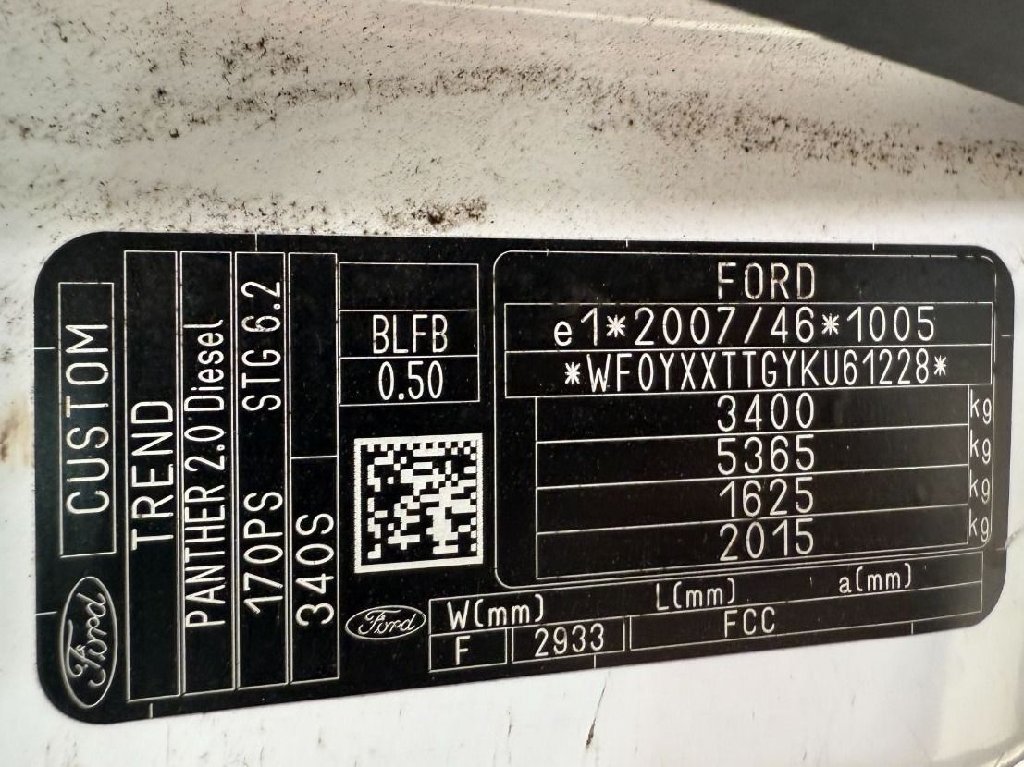 CUSTOM
TREND
PANTHER 2.0 Diesel
170PS STG 6.2
340S
Ford
BLFB
0.50
Ford
FORD
e1*2007/46*1005
*WF0YXXTTGYKU61228*
3400 kg
5365 kg
1625 kg
2015 kg
W(mm) L(mm) a(mm)
F 2933 FCC